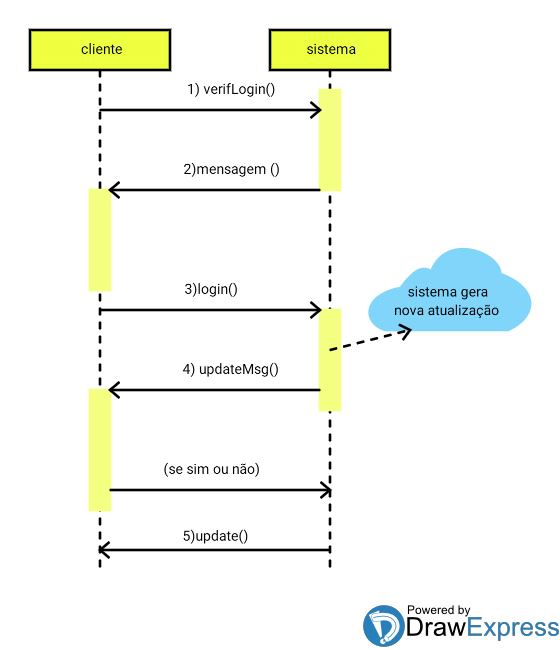 cliente
sistema
1) verifLogin()
2)mensagem ()
sistema gera
nova atualização
3)login()
4) updateMsg()
(se sim ou não)
5)update()
Powered by
DrawExpress